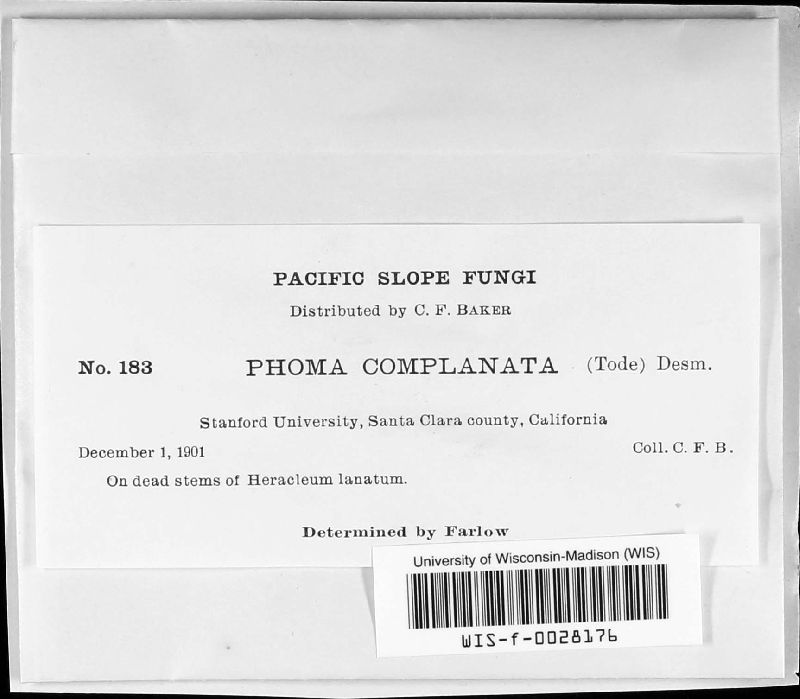 PACIFIC SLOPE FUNGI
Distributed by C. F. BAKER
No. 183 PHOMA COMPLANATA (Tode) Desm.
Stanford University, Santa Clara county, California
December 1, 1901 Coll. C. F. B.
On dead stems of Heracleum lanatum.
Determined by Farlow
University of Wisconsin-Madison (WIS)
WIS-f-0028176